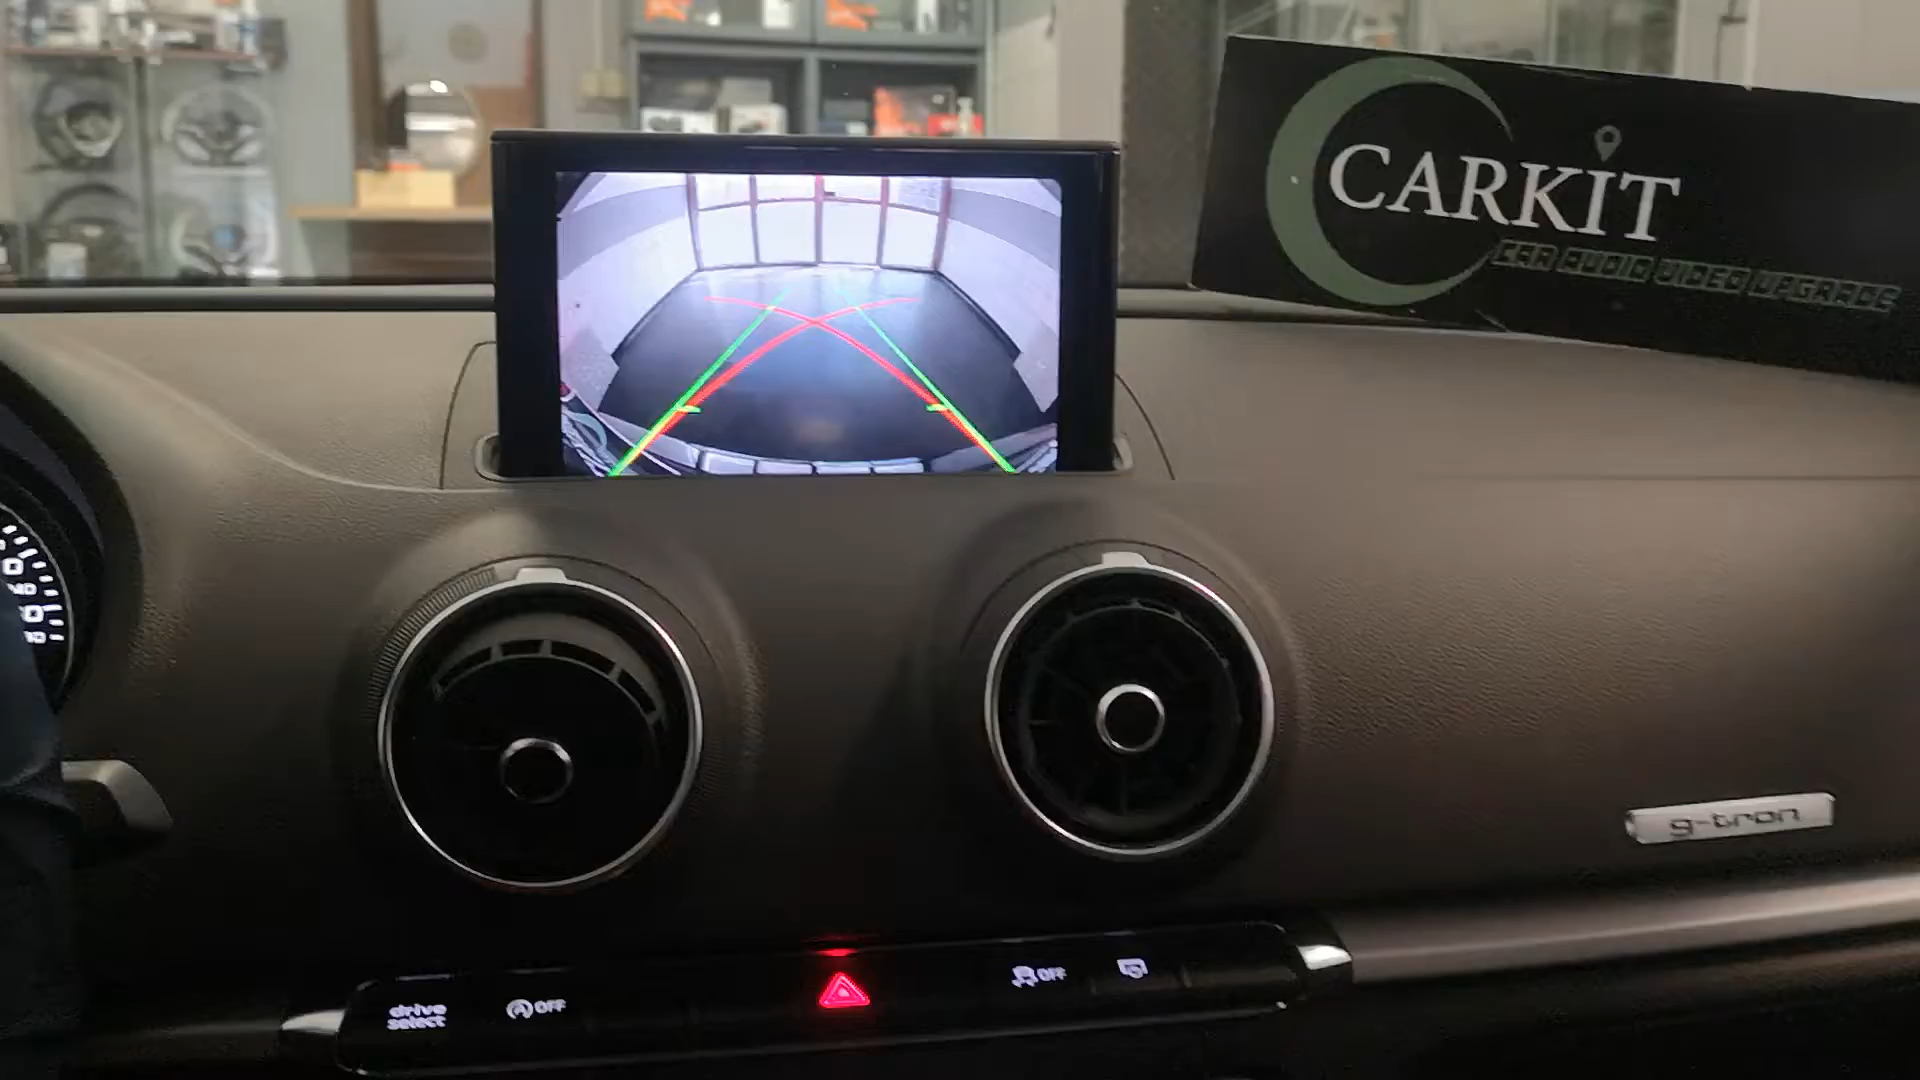 CARKIT
CAR AUDIO VIDEO UPGRADE
g-tron
drive
select
OFF
OFF